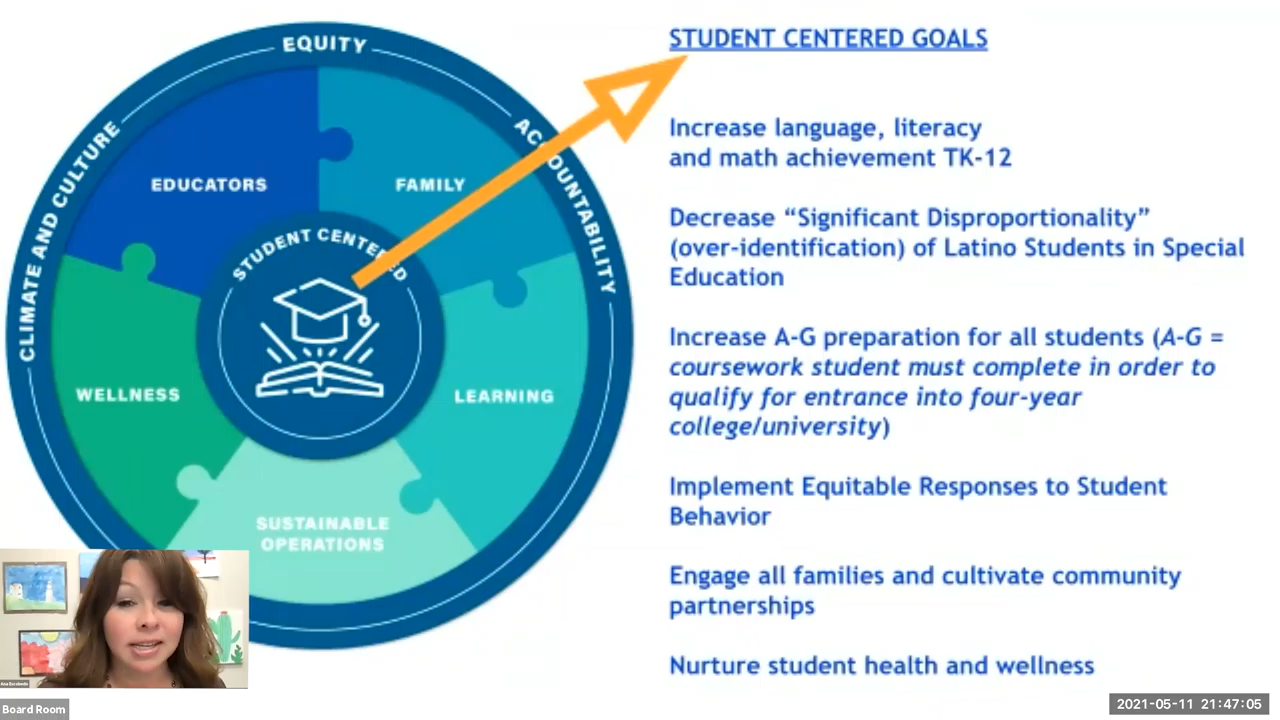 EQUITY
ACCOUNTABILITY
CLIMATE AND CULTURE
EDUCATORS
FAMILY
STUDENT CENTERED
WELLNESS
LEARNING
SUSTAINABLE
OPERATIONS
STUDENT CENTERED GOALS
Increase language, literacy
and math achievement TK-12
Decrease “Significant Disproportionality”
(over-identification) of Latino Students in Special
Education
Increase A-G preparation for all students (A-G =
coursework student must complete in order to
qualify for entrance into four-year
college/university)
Implement Equitable Responses to Student
Behavior
Engage all families and cultivate community
partnerships
Nurture student health and wellness
Board Room
2021-05-11 21:47:05